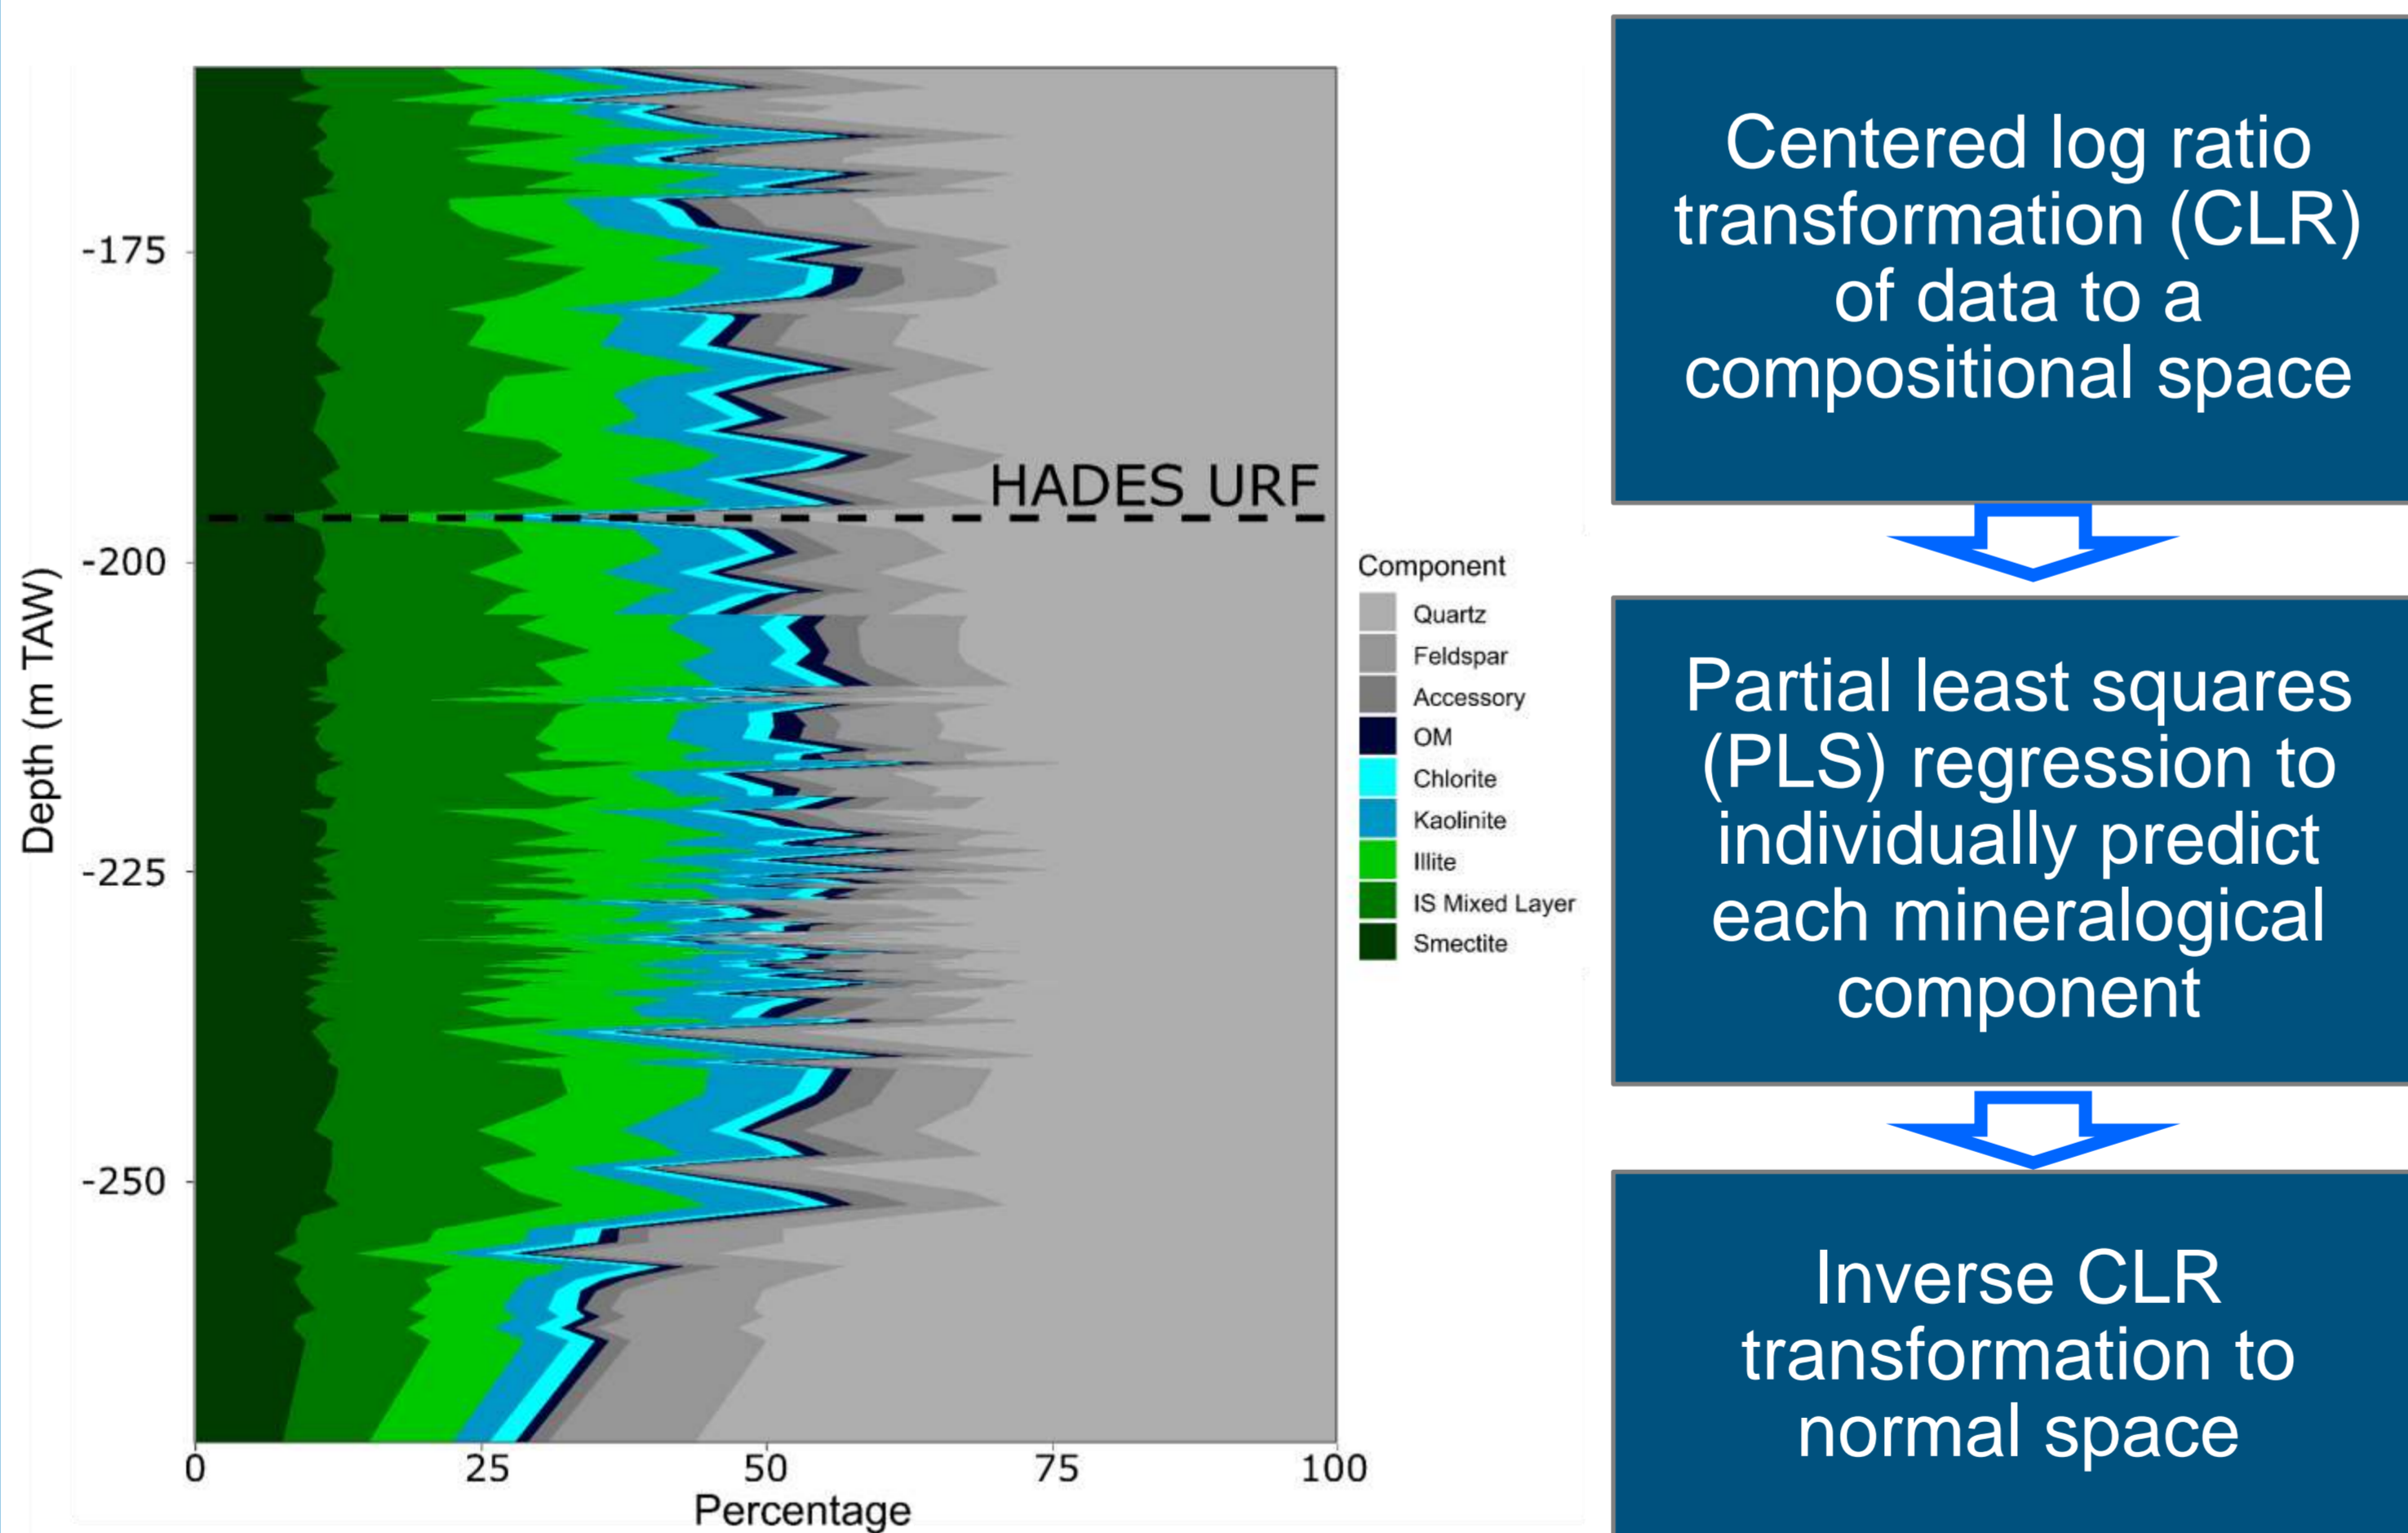 Depth (m TAW)
-175
-200
-225
-250
HADES URF
0
25
50
75
100
Percentage
Component
Quartz
Feldspar
Accessory
OM
Chlorite
Kaolinite
Illite
IS Mixed Layer
Smectite
Centered log ratio
transformation (CLR)
of data to a
compositional space
Partial least squares
(PLS) regression to
individually predict
each mineralogical
component
Inverse CLR
transformation to
normal space